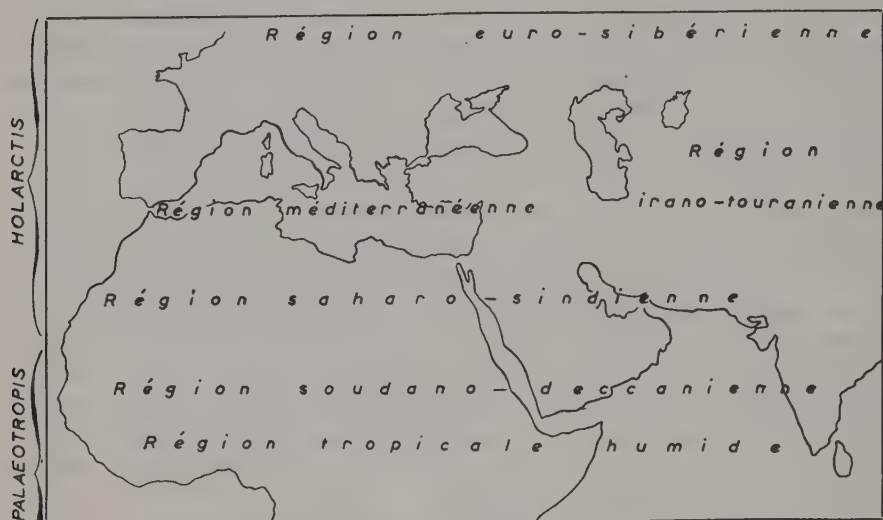 HOLARCTIS
PALAEOTROPIS
Région euro-sibérienne
Région
irano-touranienne
Région méditerranéenne
Région saharo-sindienne
Région soudano-deccanienne
Région tropicale humide